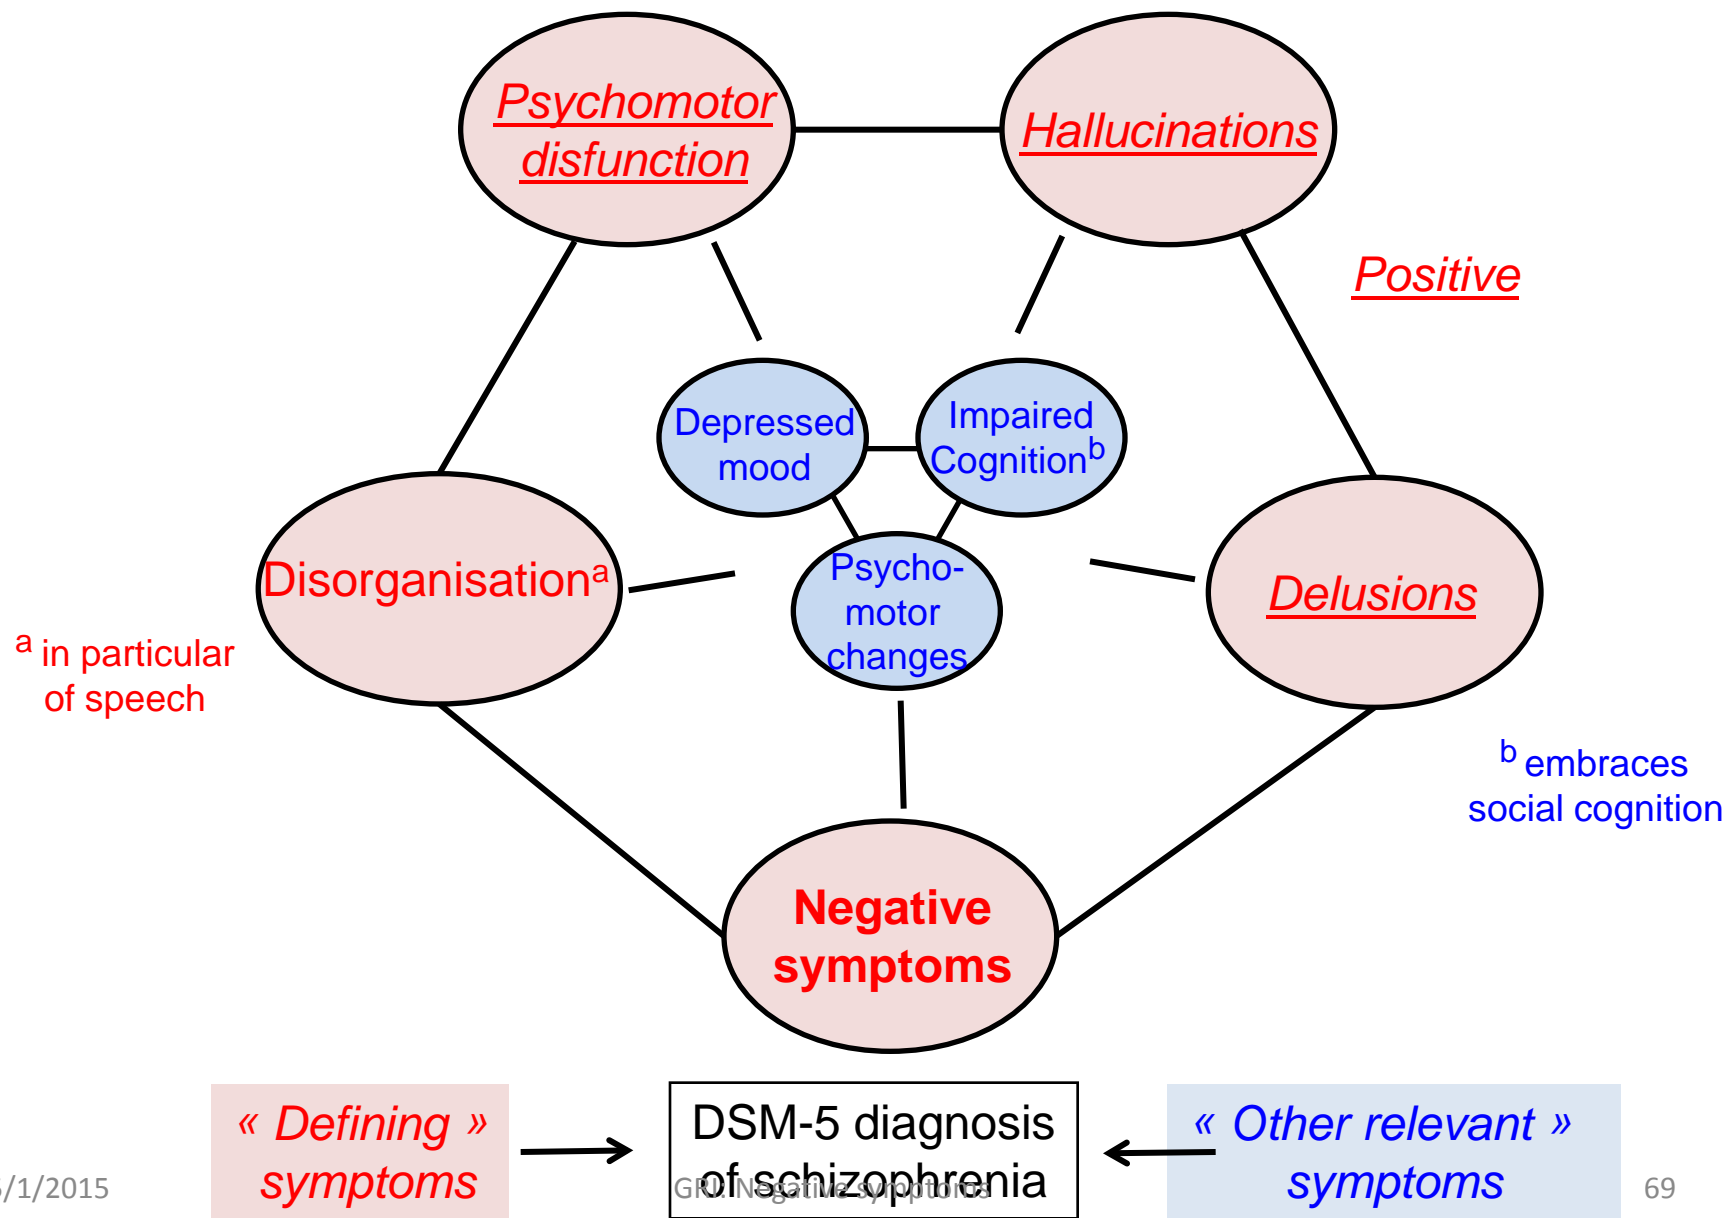 Psychomotor
disfunction
Hallucinations
Positive
Depressed
mood
Impaired
Cognitionᵇ
Disorganisationᵃ
Psycho-
motor
changes
Delusions
ᵃ in particular
of speech
ᵇ embraces
social cognition
Negative
symptoms
« Defining »
symptoms
DSM-5 diagnosis
of schizophrenia
« Other relevant »
symptoms
/1/2015
GRI: Negative symptoms
69